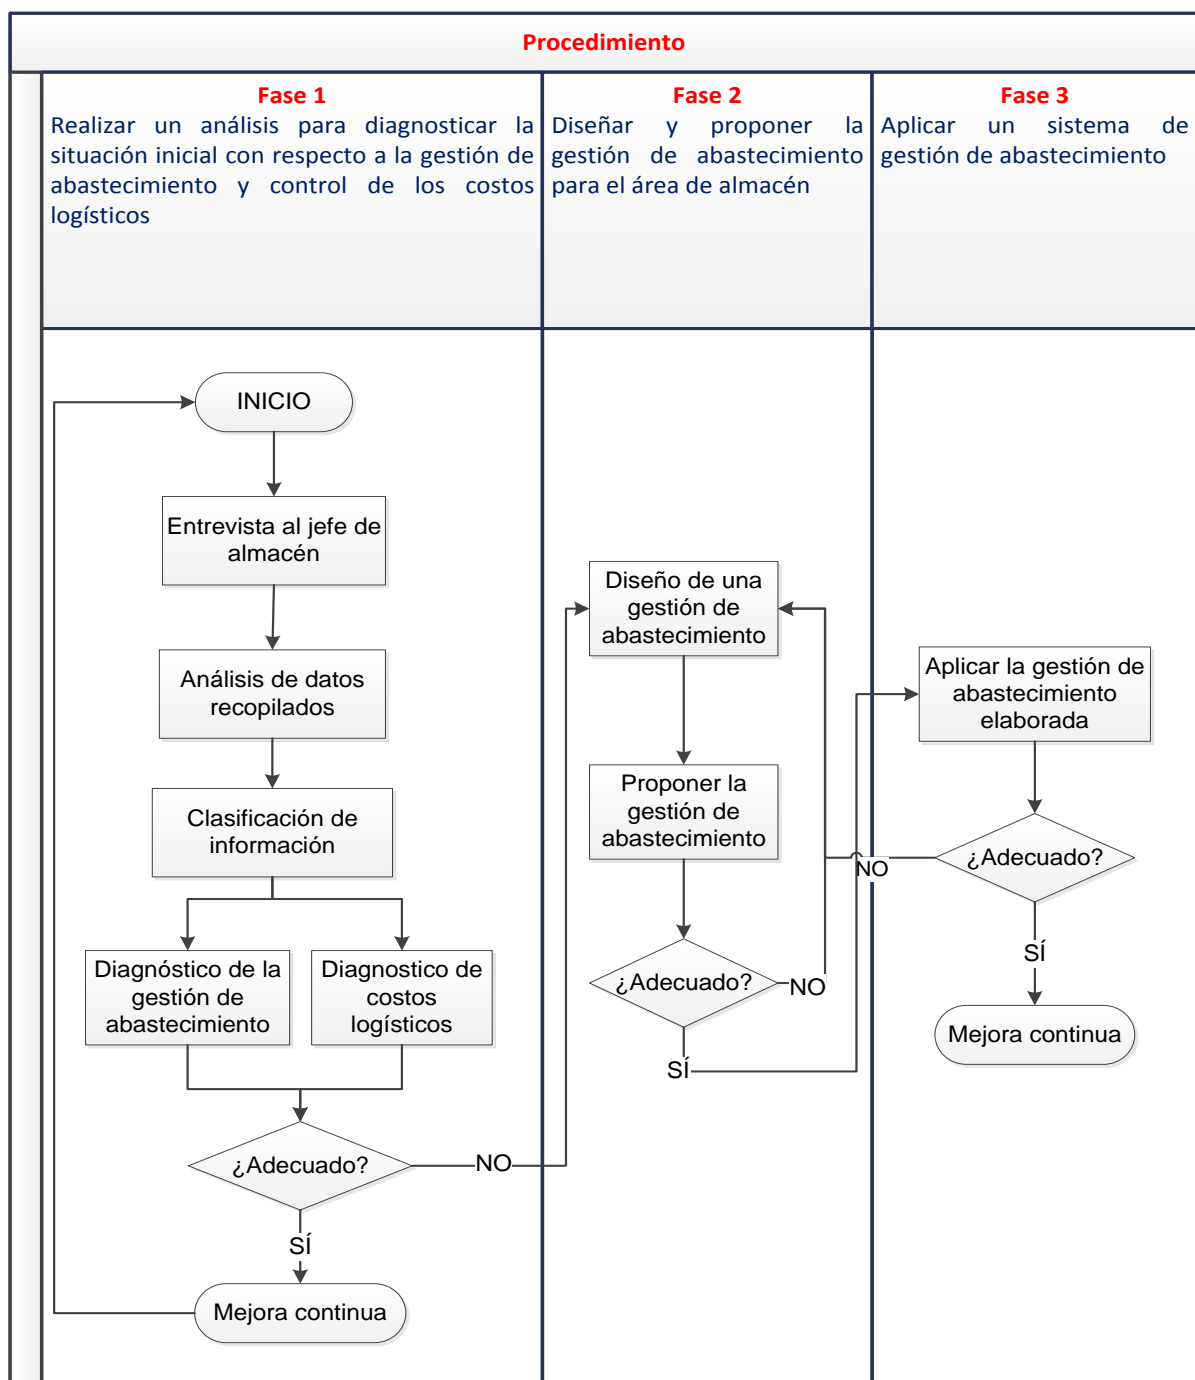 Procedimiento
Fase 1
Realizar un análisis para diagnosticar la
situación inicial con respecto a la gestión de
abastecimiento y control de los costos
logísticos
Fase 2
Diseñar y proponer la
gestión de abastecimiento
para el área de almacén
Fase 3
Aplicar un sistema de
gestión de abastecimiento
INICIO
Entrevista al jefe de
almacén
Análisis de datos
recopilados
Clasificación de
información
Diagnóstico de la
gestión de
abastecimiento
Diagnostico de
costos
logísticos
¿Adecuado?
NO
SÍ
Mejora continua
Diseño de una
gestión de
abastecimiento
Proponer la
gestión de
abastecimiento
¿Adecuado?
NO
SÍ
Aplicar la gestión de
abastecimiento
elaborada
¿Adecuado?
NO
SÍ
Mejora continua